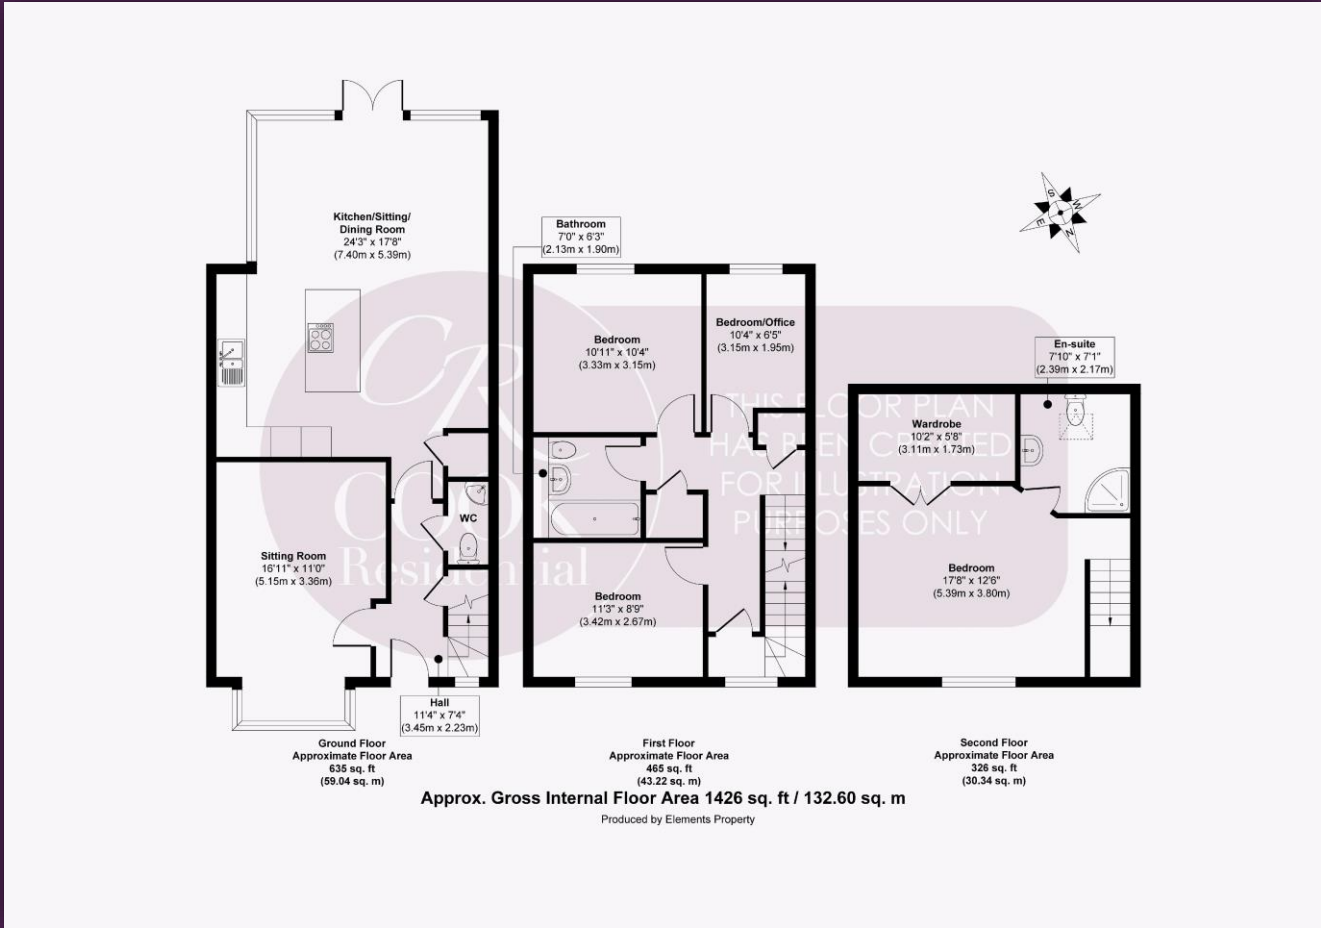 Kitchen/Sitting/
Dining Room
24'3" x 17'8"
(7.40m x 5.39m)
Sitting Room
16'11" x 11'0"
(5.15m x 3.36m)
WC
Hall
11'4" x 7'4"
(3.45m x 2.23m)
Ground Floor
Approximate Floor Area
635 sq. ft
(59.04 sq. m)
Bathroom
7'0" x 6'3"
(2.13m x 1.90m)
Bedroom
10'11" x 10'4"
(3.33m x 3.15m)
Bedroom/Office
10'4" x 6'5"
(3.15m x 1.95m)
Bedroom
11'3" x 8'9"
(3.42m x 2.67m)
First Floor
Approximate Floor Area
465 sq. ft
(43.22 sq. m)
S
W
E
N
En-suite
7'10" x 7'1"
(2.39m x 2.17m)
Wardrobe
10'2" x 5'8"
(3.11m x 1.73m)
Bedroom
17'8" x 12'6"
(5.39m x 3.80m)
Second Floor
Approximate Floor Area
326 sq. ft
(30.34 sq. m)
CR
COOK
Residential
THIS FLOOR PLAN
HAS BEEN CREATED
FOR ILLUSTRATION
PURPOSES ONLY
Approx. Gross Internal Floor Area 1426 sq. ft / 132.60 sq. m
Produced by Elements Property